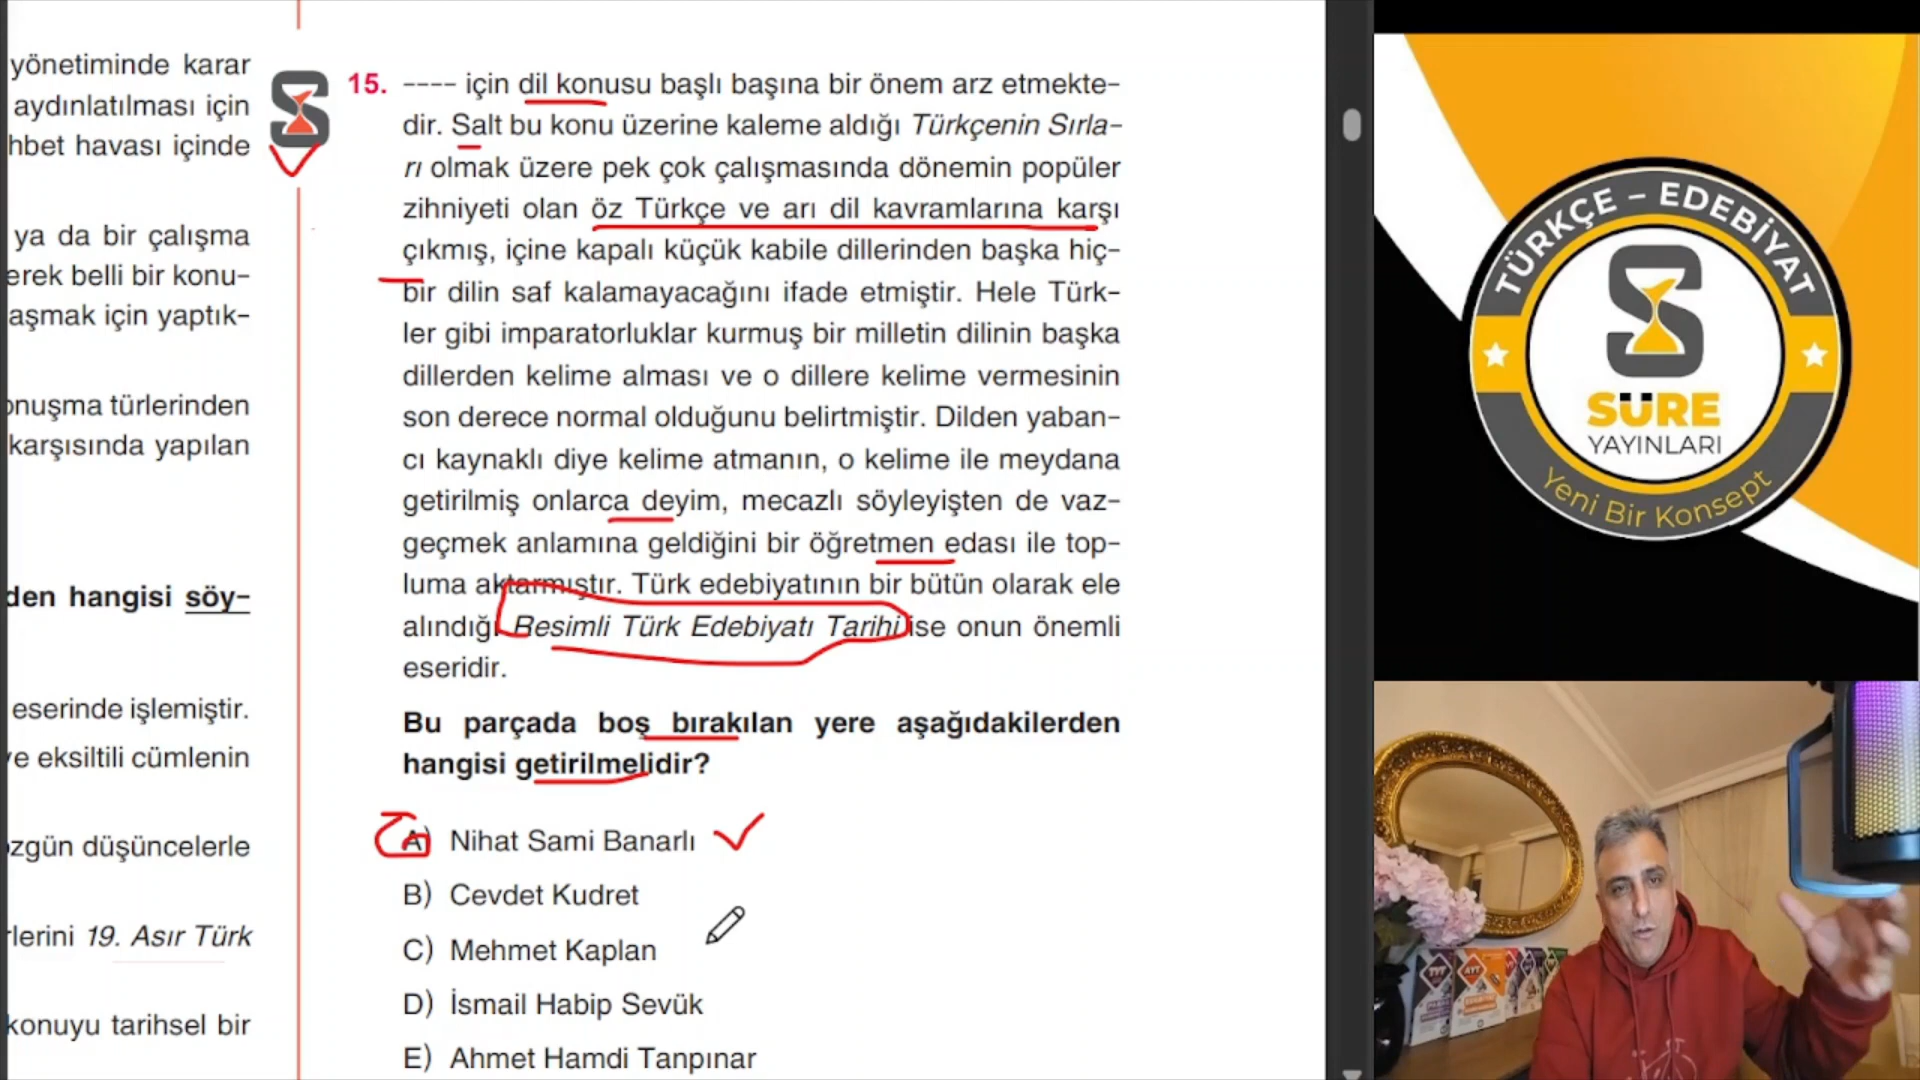 yönetiminde karar
aydınlatılması için
hbet havası içinde
ya da bir çalışma
erek belli bir konu-
aşmak için yaptık-
onuşma türlerinden
karşısında yapılan
den hangisi söy-
eserinde işlemiştir.
ve eksiltili cümlenin
özgün düşüncelerle
rlerini 19. Asır Türk
konuyu tarihsel bir
15. ---- için dil konusu başlı başına bir önem arz etmekte-
dir. Salt bu konu üzerine kaleme aldığı Türkçenin Sırla-
rı olmak üzere pek çok çalışmasında dönemin popüler
zihniyeti olan öz Türkçe ve arı dil kavramlarına karşı
çıkmış, içine kapalı küçük kabile dillerinden başka hiç-
bir dilin saf kalamayacağını ifade etmiştir. Hele Türk-
ler gibi imparatorluklar kurmuş bir milletin dilinin başka
dillerden kelime alması ve o dillere kelime vermesinin
son derece normal olduğunu belirtmiştir. Dilden yaban-
cı kaynaklı diye kelime atmanın, o kelime ile meydana
getirilmiş onlarca deyim, mecazlı söyleyişten de vaz-
geçmek anlamına geldiğini bir öğretmen edası ile top-
luma aktarmıştır. Türk edebiyatının bir bütün olarak ele
alındığı Resimli Türk Edebiyatı Tarihi ise onun önemli
eseridir.
Bu parçada boş bırakılan yere aşağıdakilerden
hangisi getirilmelidir?
A) Nihat Sami Banarlı
B) Cevdet Kudret
C) Mehmet Kaplan
D) İsmail Habip Sevük
E) Ahmet Hamdi Tanpınar
TÜRKÇE – EDEBİYAT
S
SÜRE
YAYINLARI
Yeni Bir Konsept
TYT
AYT